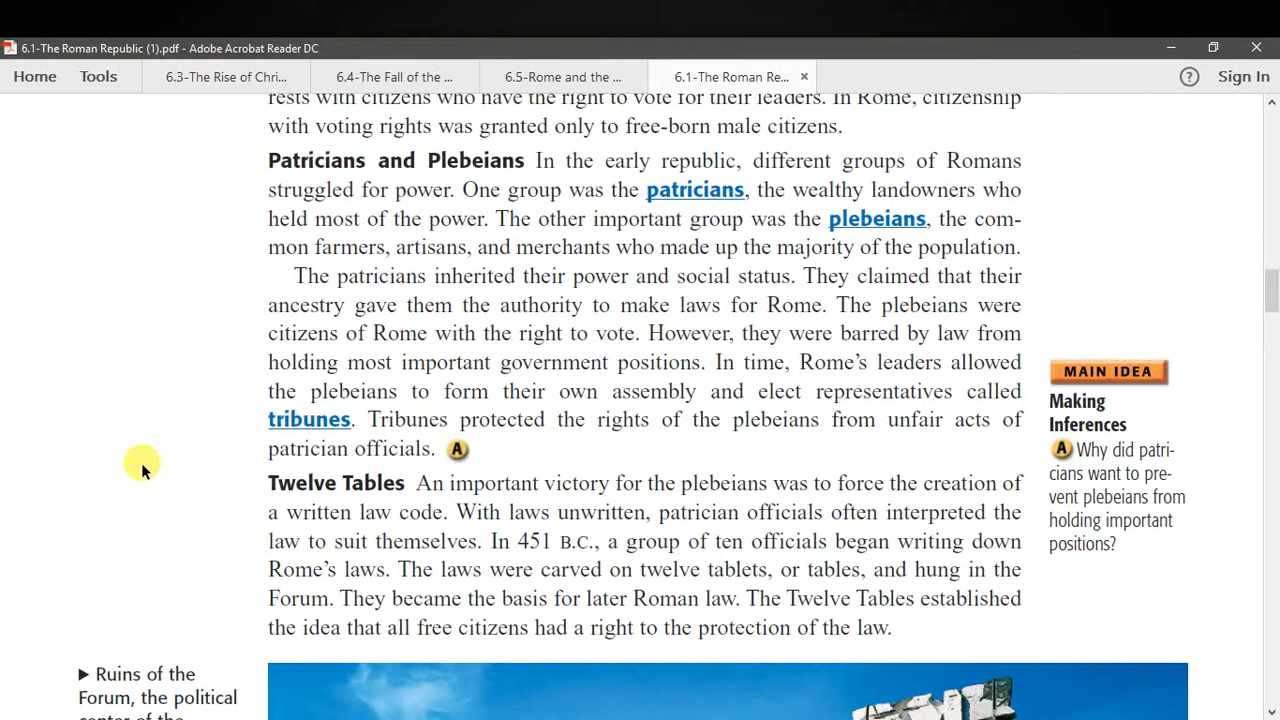 6.1-The Roman Republic (1).pdf - Adobe Acrobat Reader DC
Home Tools 6.3-The Rise of Chri... 6.4-The Fall of the ... 6.5-Rome and the ... 6.1-The Roman Re... × ? Sign In
rests with citizens who have the right to vote for their leaders. In Rome, citizenship
with voting rights was granted only to free-born male citizens.
Patricians and Plebeians In the early republic, different groups of Romans
struggled for power. One group was the patricians, the wealthy landowners who
held most of the power. The other important group was the plebeians, the com-
mon farmers, artisans, and merchants who made up the majority of the population.
The patricians inherited their power and social status. They claimed that their
ancestry gave them the authority to make laws for Rome. The plebeians were
citizens of Rome with the right to vote. However, they were barred by law from
holding most important government positions. In time, Rome's leaders allowed
the plebeians to form their own assembly and elect representatives called
tribunes. Tribunes protected the rights of the plebeians from unfair acts of
patrician officials. A
Twelve Tables An important victory for the plebeians was to force the creation of
a written law code. With laws unwritten, patrician officials often interpreted the
law to suit themselves. In 451 B.C., a group of ten officials began writing down
Rome's laws. The laws were carved on twelve tablets, or tables, and hung in the
Forum. They became the basis for later Roman law. The Twelve Tables established
the idea that all free citizens had a right to the protection of the law.
MAIN IDEA
Making
Inferences
A Why did patri-
cians want to pre-
vent plebeians from
holding important
positions?
▶ Ruins of the
Forum, the political
center of the